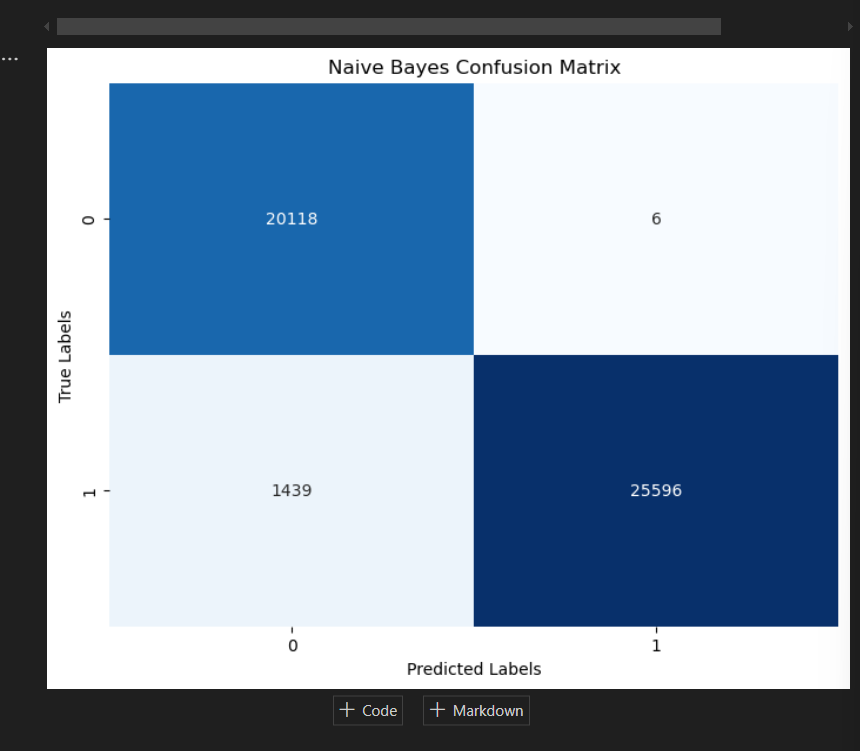 ...
Naive Bayes Confusion Matrix
20118
6
0
True Labels
1439
25596
1
0
1
Predicted Labels
+ Code
+ Markdown